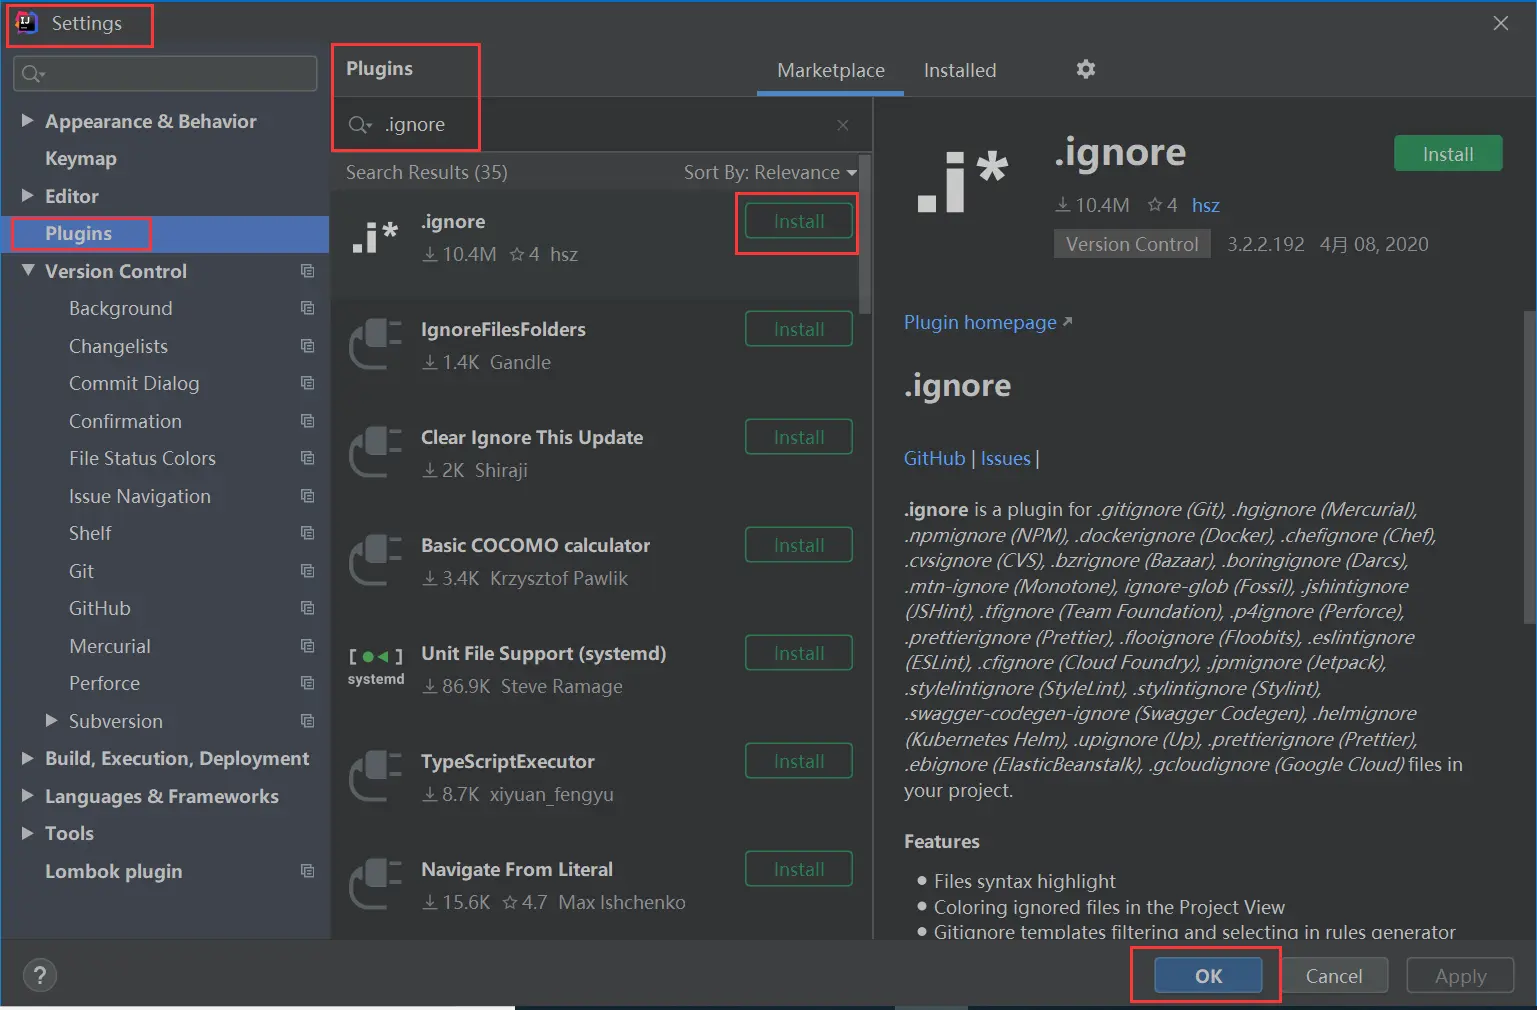 Settings
Appearance & Behavior
Keymap
Editor
Plugins
Version Control
Background
Changelists
Commit Dialog
Confirmation
File Status Colors
Issue Navigation
Shelf
Git
GitHub
Mercurial
Perforce
Subversion
Build, Execution, Deployment
Languages & Frameworks
Tools
Lombok plugin
Plugins
Marketplace
Installed
.ignore
Search Results (35)
Sort By: Relevance
.i*
.ignore
Install
10.4M 4 hsz
IgnoreFilesFolders
Install
1.4K Gandle
Clear Ignore This Update
Install
2K Shiraji
Basic COCOMO calculator
Install
3.4K Krzysztof Pawlik
systemd
Unit File Support (systemd)
Install
86.9K Steve Ramage
TypeScriptExecutor
Install
8.7K xiyuan_fengyu
Navigate From Literal
Install
15.6K 4.7 Max Ishchenko
.i*
.ignore
Install
10.4M 4 hsz
Version Control 3.2.2.192 4月 08, 2020
Plugin homepage
.ignore
GitHub | Issues |
.ignore is a plugin for .gitignore (Git), .hgignore (Mercurial),
.npmignore (NPM), .dockerignore (Docker), .chefignore (Chef),
.cvsignore (CVS), .bzrignore (Bazaar), .boringignore (Darcs),
.mtn-ignore (Monotone), ignore-glob (Fossil), .jshintignore
(JSHint), .tfignore (Team Foundation), .p4ignore (Perforce),
.prettierignore (Prettier), .flooignore (Floobits), .eslintignore
(ESLint), .cfignore (Cloud Foundry), .jpmignore (Jetpack),
.stylelintignore (StyleLint), .stylintignore (Stylint),
.swagger-codegen-ignore (Swagger Codegen), .helmignore
(Kubernetes Helm), .upignore (Up), .prettierignore (Prettier),
.ebignore (ElasticBeanstalk), .gcloudignore (Google Cloud) files in
your project.
Features
Files syntax highlight
Coloring ignored files in the Project View
Gitignore templates filtering and selecting in rules generator
?
OK
Cancel
Apply